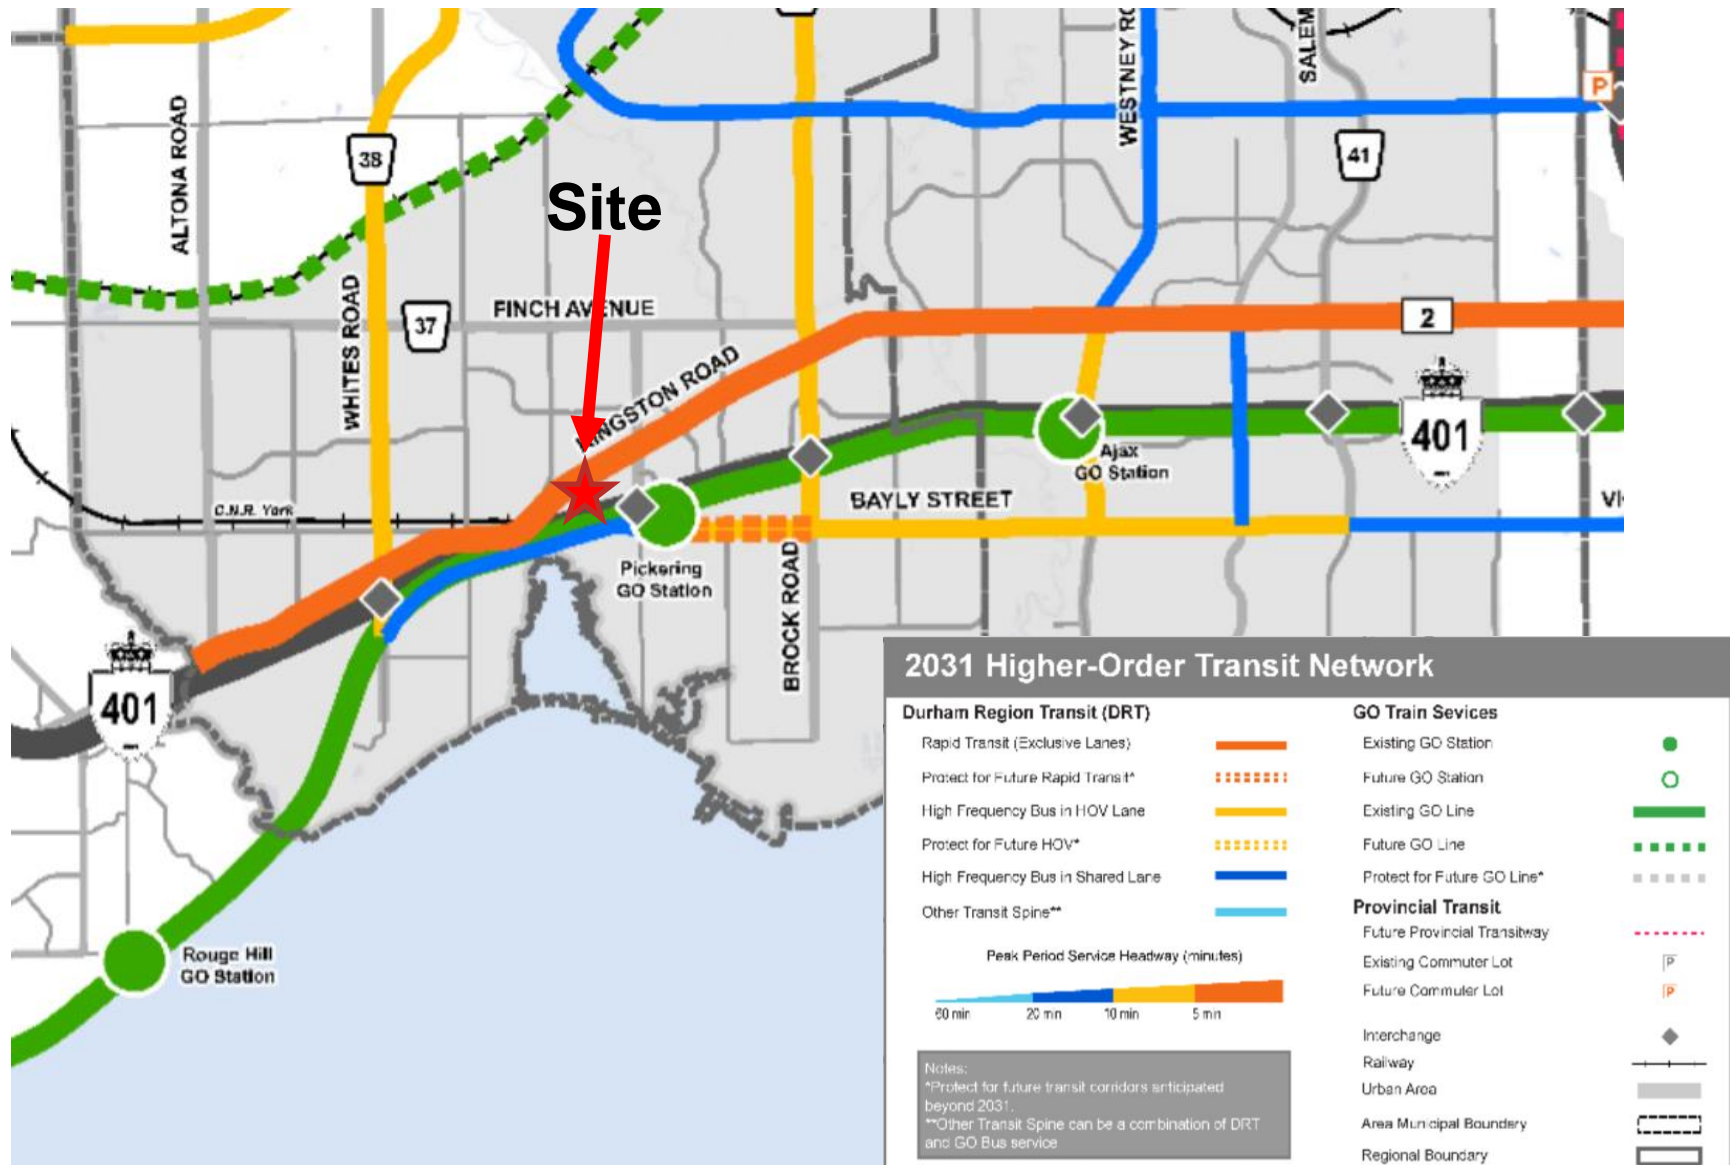 ALTONA ROAD
38
WHITES ROAD
37
Site
FINCH AVENUE
KINGSTON ROAD
WESTNEY RO
SALEM
P
41
2
401
Ajax
GO Station
BAYLY STREET
C.N.R. York
Pickering
GO Station
BROCK ROAD
401
Rouge Hill
GO Station
2031 Higher-Order Transit Network
Durham Region Transit (DRT)
Rapid Transit (Exclusive Lanes)
Protect for Future Rapid Transit*
High Frequency Bus in HOV Lane
Protect for Future HOV*
High Frequency Bus in Shared Lane
Other Transit Spine**
Peak Period Service Headway (minutes)
60 min 20 min 10 min 5 min
Notes:
*Protect for future transit corridors anticipated
beyond 2031.
**Other Transit Spine can be a combination of DRT
and GO Bus service
GO Train Sevices
Existing GO Station
Future GO Station
Existing GO Line
Future GO Line
Protect for Future GO Line*
Provincial Transit
Future Provincial Transitway
Existing Commuter Lot
P
Future Commuter Lot
P
Interchange
Railway
Urban Area
Area Municipal Boundary
Regional Boundary